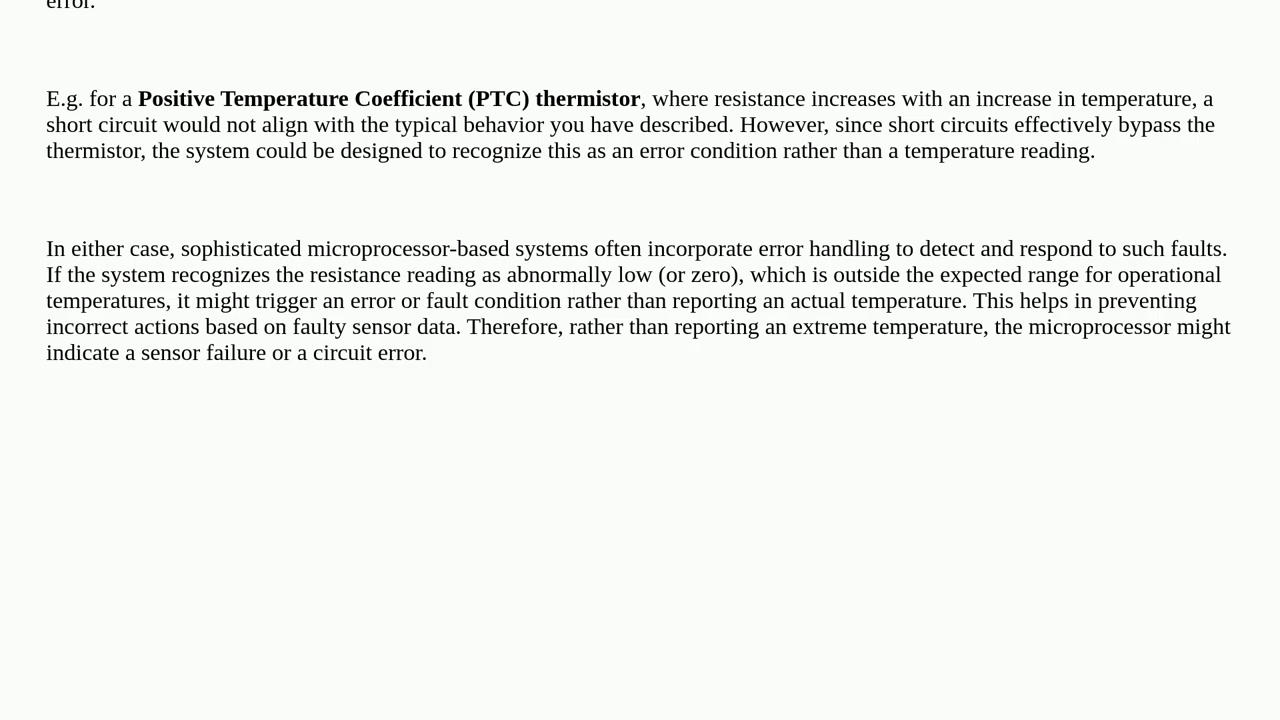 error.
E.g. for a Positive Temperature Coefficient (PTC) thermistor, where resistance increases with an increase in temperature, a
short circuit would not align with the typical behavior you have described. However, since short circuits effectively bypass the
thermistor, the system could be designed to recognize this as an error condition rather than a temperature reading.
In either case, sophisticated microprocessor-based systems often incorporate error handling to detect and respond to such faults.
If the system recognizes the resistance reading as abnormally low (or zero), which is outside the expected range for operational
temperatures, it might trigger an error or fault condition rather than reporting an actual temperature. This helps in preventing
incorrect actions based on faulty sensor data. Therefore, rather than reporting an extreme temperature, the microprocessor might
indicate a sensor failure or a circuit error.